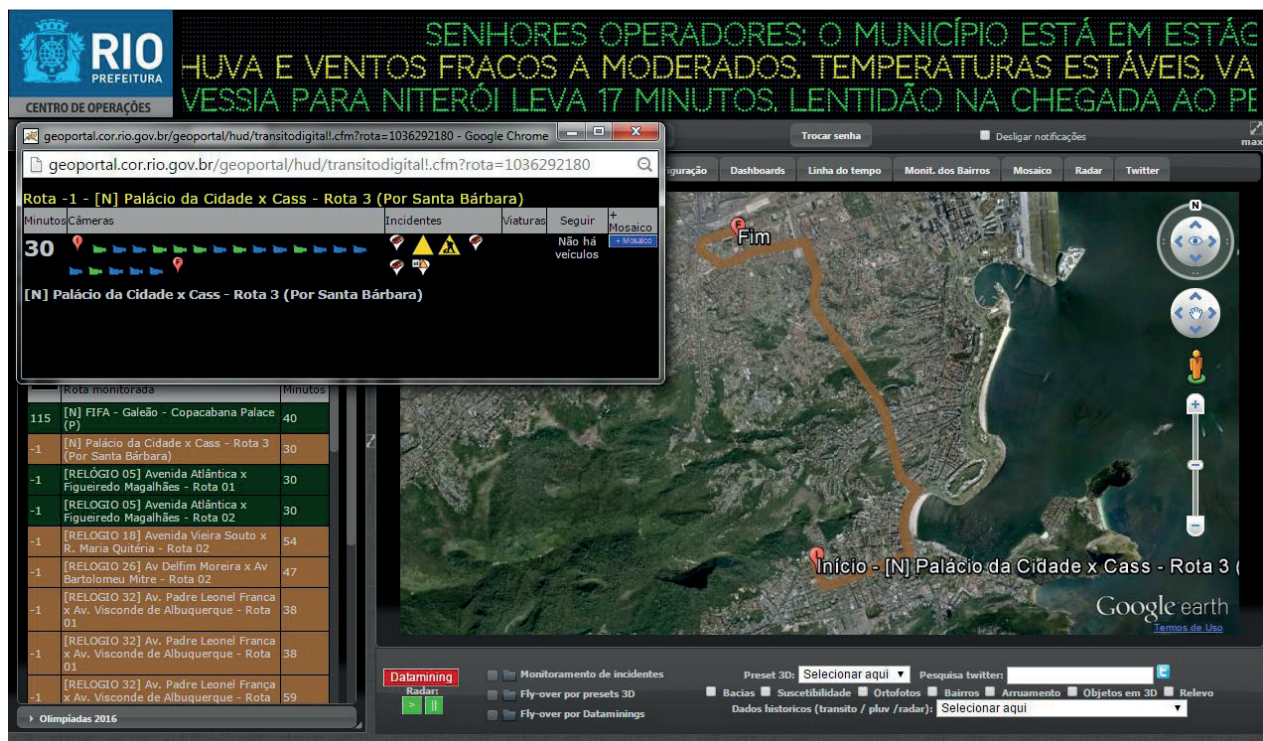 RIO
PREFEITURA
CENTRO DE OPERAÇÕES
SENHORES OPERADORES: O MUNICÍPIO ESTÁ EM ESTÁG
HUVA E VENTOS FRACOS A MODERADOS, TEMPERATURAS ESTÁVEIS, VA
VESSIA PARA NITERÓI LEVA 17 MINUTOS, LENTIDÃO NA CHEGADA AO PE
geoportal.cor.rio.gov.br/geoportal/hud/transitodigital!.cfm?rota=1036292180 - Google Chrome
geoportal.cor.rio.gov.br/geoportal/hud/transitodigital!.cfm?rota=1036292180
Trocar senha
Desligar notificações
max
iguração Dashboards Linha do tempo Monit. dos Bairros Mosaico Radar Twitter
Rota -1 - [N] Palácio da Cidade x Cass - Rota 3 (Por Santa Bárbara)
Minutos Câmeras Incidentes Viaturas Seguir + Mosaico
30 Não há veículos + Mosaico
[N] Palácio da Cidade x Cass - Rota 3 (Por Santa Bárbara)
Rota monitorada Minutos
115 [N] FIFA - Galeão - Copacabana Palace (P) 40
-1 [N] Palácio da Cidade x Cass - Rota 3 (Por Santa Bárbara) 30
-1 [RELÓGIO 05] Avenida Atlântica x Figueiredo Magalhães - Rota 01 30
-1 [RELOGIO 05] Avenida Atlântica x Figueiredo Magalhães - Rota 02 30
-1 [RELOGIO 18] Avenida Vieira Souto x R. Maria Quitéria - Rota 02 54
-1 [RELOGIO 26] Av Delfim Moreira x Av Bartolomeu Mitre - Rota 02 47
-1 [RELOGIO 32] Av. Padre Leonel Franca x Av. Visconde de Albuquerque - Rota 01 38
-1 [RELOGIO 32] Av. Padre Leonel Franca x Av. Visconde de Albuquerque - Rota 01 38
-1 [RELOGIO 32] Av. Padre Leonel França x Av. Visconde de Albuquerque - Rota 59
Olimpíadas 2016
Fim
N
Início - [N] Palácio da Cidade x Cass - Rota 3 (
Google earth
Termos de Uso
Datamining
Radar:
> ||
Monitoramento de incidentes
Fly-over por presets 3D
Fly-over por Dataminings
Preset 3D: Selecionar aqui Pesquisa twitter:
Bacias Suscetibilidade Ortofotos Bairros Arruamento Objetos em 3D Relevo
Dados historicos (transito / pluv /radar): Selecionar aqui